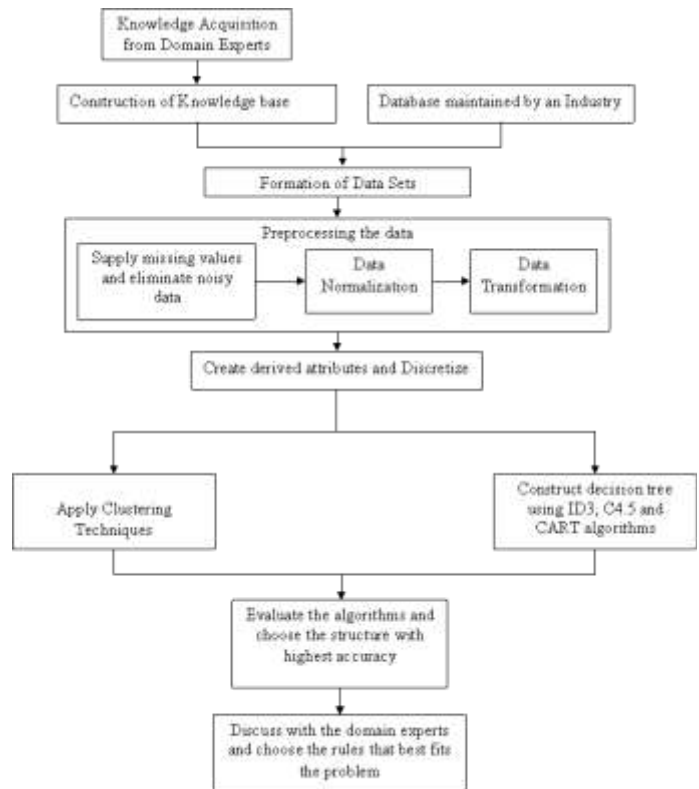 Knowledge Acquisition
from Domain Experts
Construction of Knowledge base
Database maintained by an Industry
Formation of Data Sets
Preprocessing the data
Supply missing values
and eliminate noisy
data
Data
Normalization
Data
Transformation
Create derived attributes and Discretize
Apply Clustering
Techniques
Construct decision tree
using ID3, C4.5 and
CART algorithms
Evaluate the algorithms and
choose the structure with
highest accuracy
Discuss with the domain experts
and choose the rules that best fits
the problem